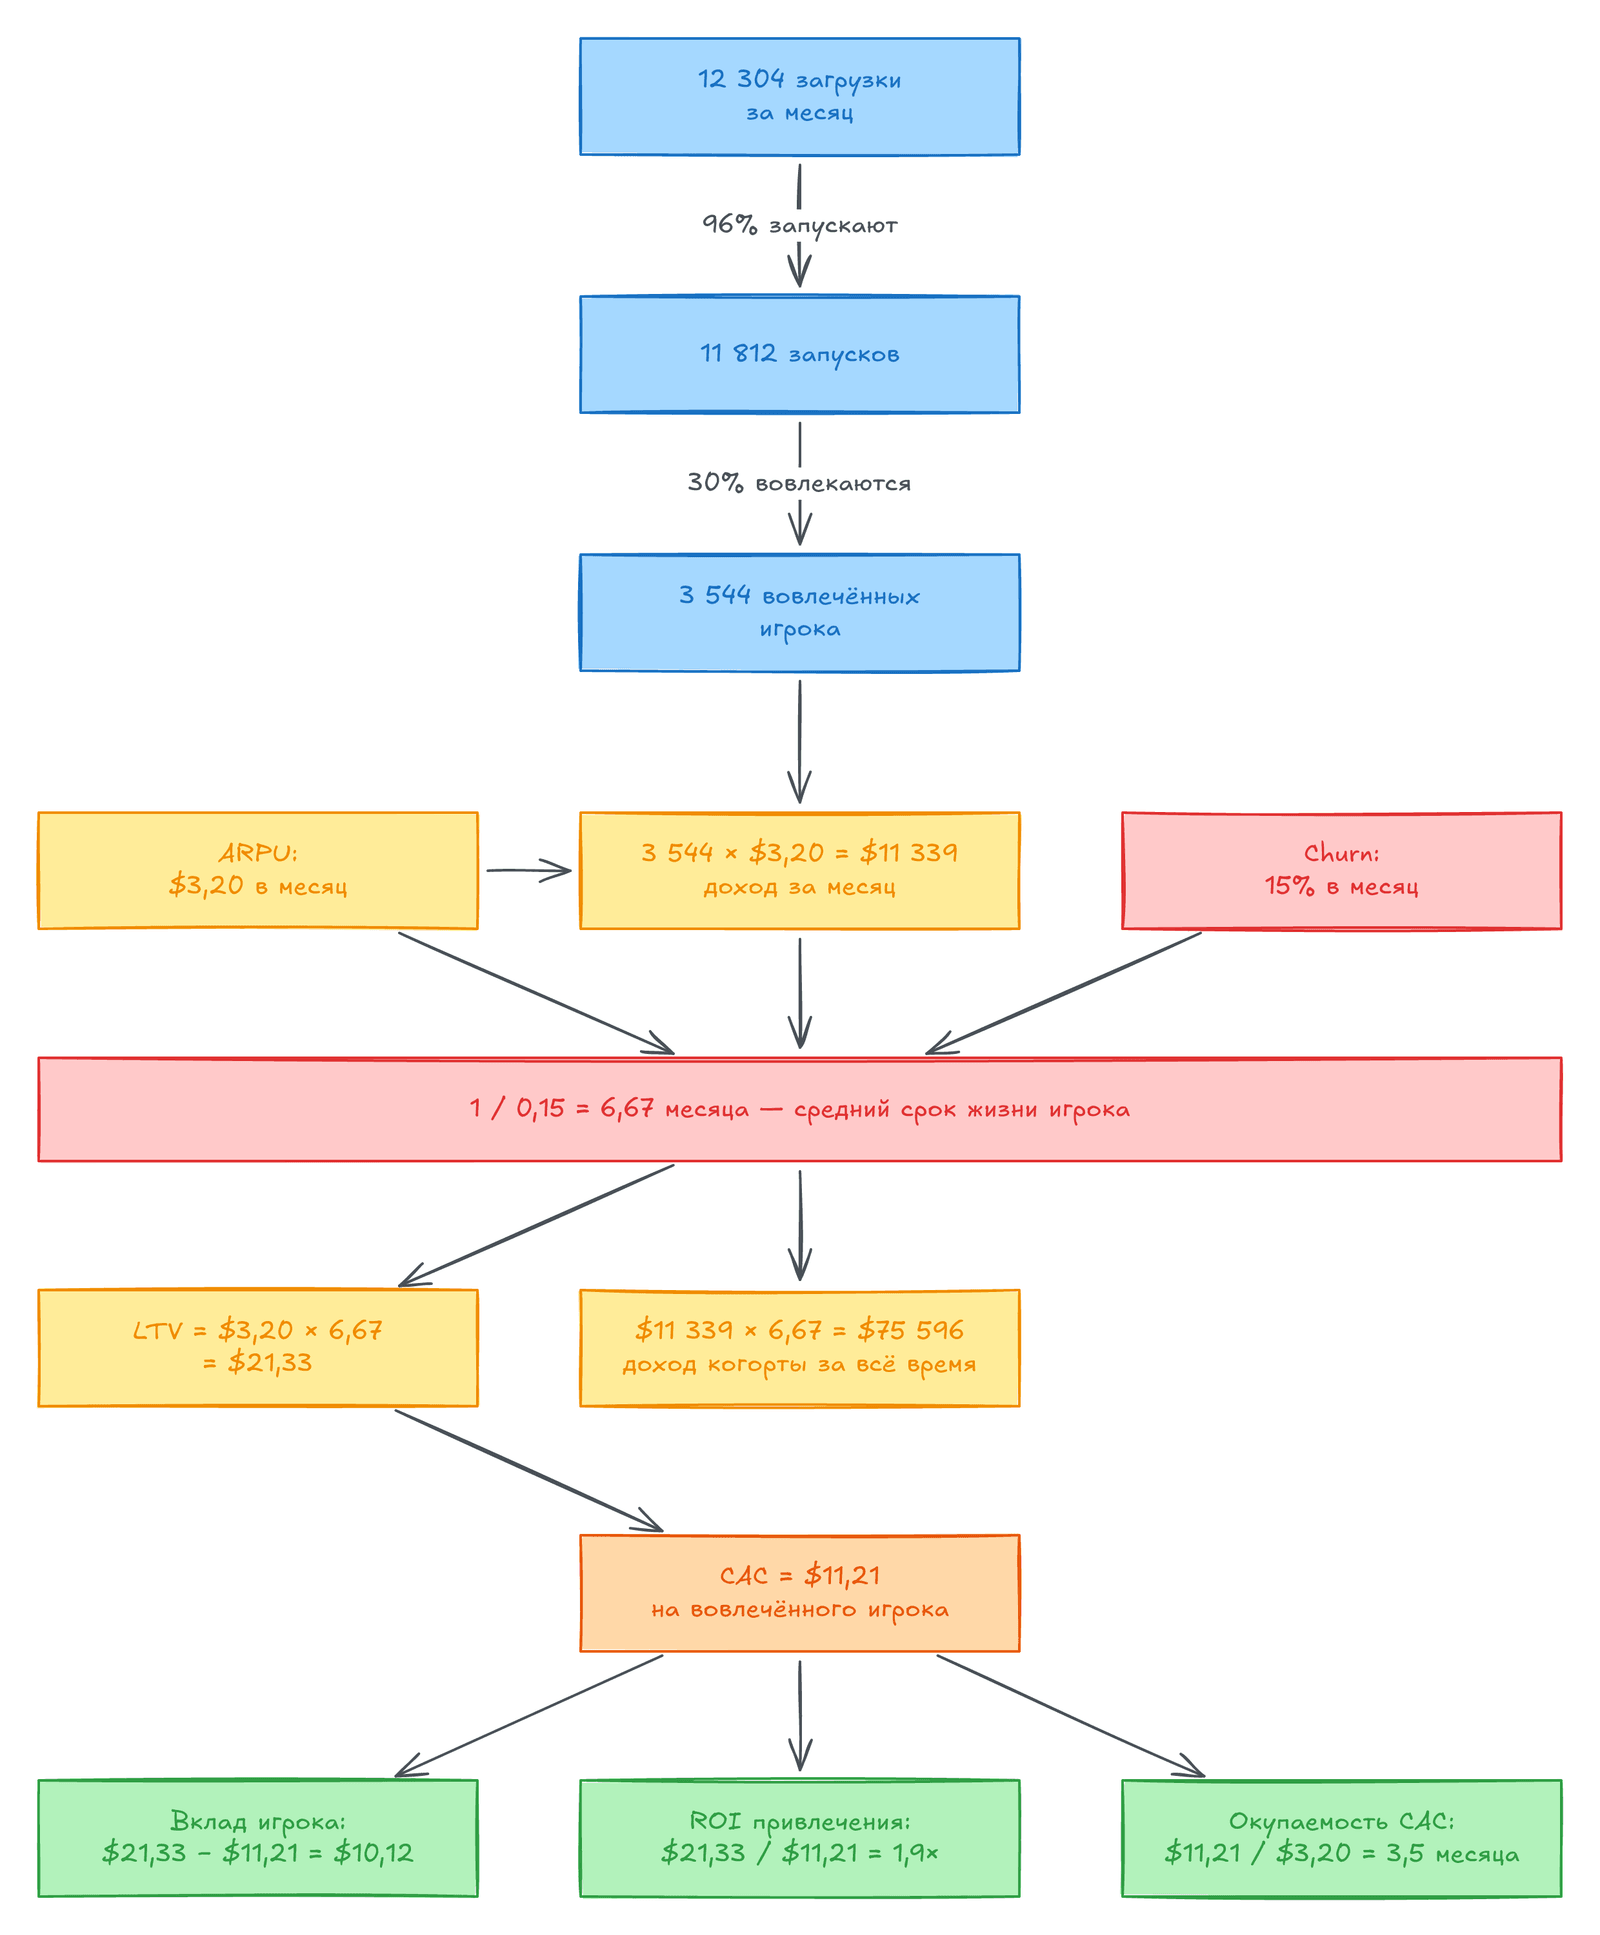 12 304 загрузки
за месяц
96% запускают
11 812 запусков
30% вовлекаются
3 544 вовлечённых
игрока
ARPU:
$3,20 в месяц
3 544 × $3,20 = $11 339
доход за месяц
Churn:
15% в месяц
1 / 0,15 = 6,67 месяца — средний срок жизни игрока
LTV = $3,20 × 6,67
= $21,33
$11 339 × 6,67 = $75 596
доход когорты за всё время
CAC = $11,21
на вовлечённого игрока
Вклад игрока:
$21,33 – $11,21 = $10,12
ROI привлечения:
$21,33 / $11,21 = 1,9×
Окупаемость CAC:
$11,21 / $3,20 = 3,5 месяца